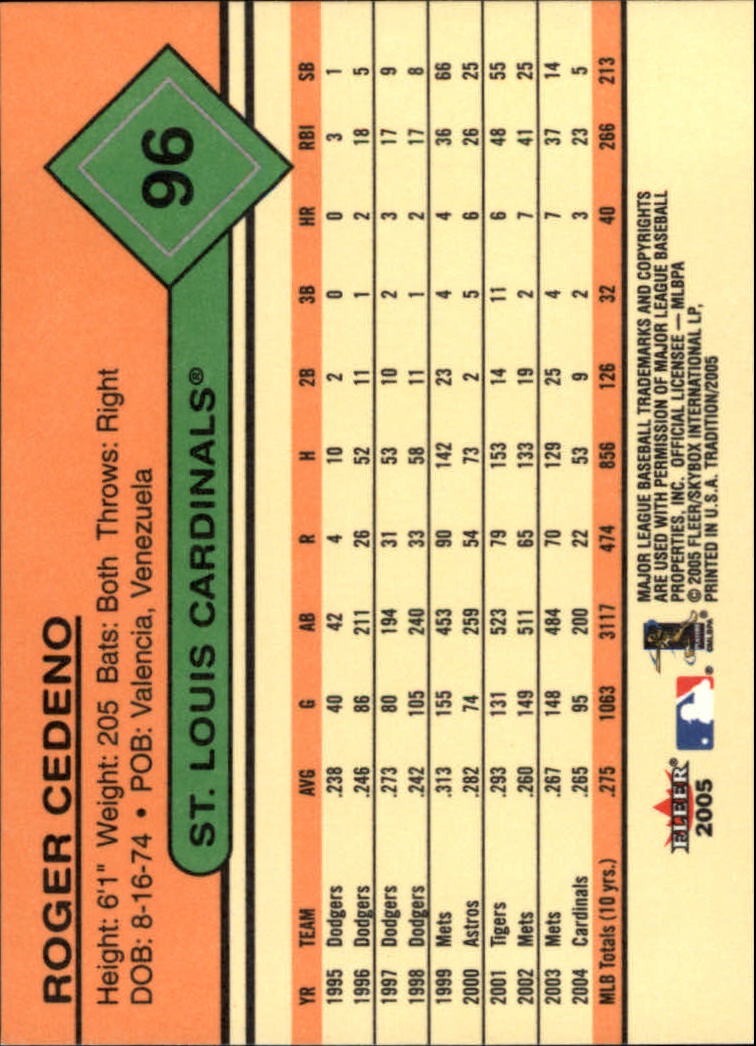 ROGER CEDENO
Height: 6'1" Weight: 205 Bats: Both Throws: Right
DOB: 8-16-74 • POB: Valencia, Venezuela
96
ST. LOUIS CARDINALS®
YR TEAM AVG G AB R H 2B 3B HR RBI SB
1995 Dodgers .238 40 42 4 10 2 0 0 3 1
1996 Dodgers .246 86 211 26 52 11 1 2 18 5
1997 Dodgers .273 80 194 31 53 10 2 3 17 9
1998 Dodgers .242 105 240 33 58 11 1 2 17 8
1999 Mets .313 155 453 90 142 23 4 4 36 66
2000 Astros .282 74 259 54 73 2 5 6 26 25
2001 Tigers .293 131 523 79 153 14 11 6 48 55
2002 Mets .260 149 511 65 133 19 2 7 41 25
2003 Mets .267 148 484 70 129 25 4 7 37 14
2004 Cardinals .265 95 200 22 53 9 2 3 23 5
MLB Totals (10 yrs.) .275 1063 3117 474 856 126 32 40 266 213
FLEER®
2005
®
©MLBPA
MAJOR LEAGUE BASEBALL TRADEMARKS AND COPYRIGHTS
ARE USED WITH PERMISSION OF MAJOR LEAGUE BASEBALL
PROPERTIES, INC. OFFICIAL LICENSEE — MLBPA
© 2005 FLEER/SKYBOX INTERNATIONAL LP,
PRINTED IN U.S.A. TRADITION/2005